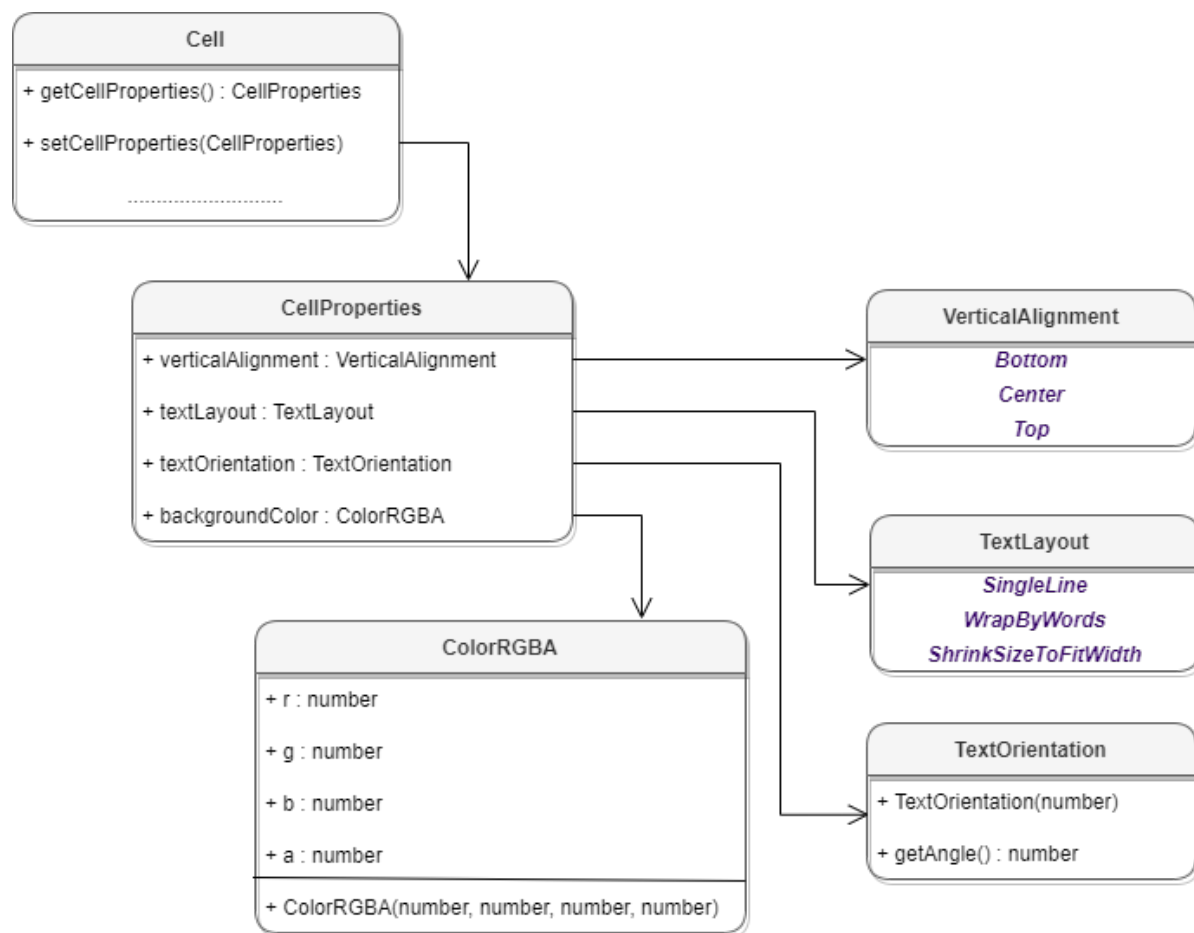 Cell
+ getCellProperties() : CellProperties
+ setCellProperties(CellProperties)
...........................
CellProperties
+ verticalAlignment : VerticalAlignment
+ textLayout : TextLayout
+ textOrientation : TextOrientation
+ backgroundColor : ColorRGBA
VerticalAlignment
Bottom
Center
Top
TextLayout
SingleLine
WrapByWords
ShrinkSizeToFitWidth
ColorRGBA
+ r : number
+ g : number
+ b : number
+ a : number
+ ColorRGBA(number, number, number, number)
TextOrientation
+ TextOrientation(number)
+ getAngle() : number